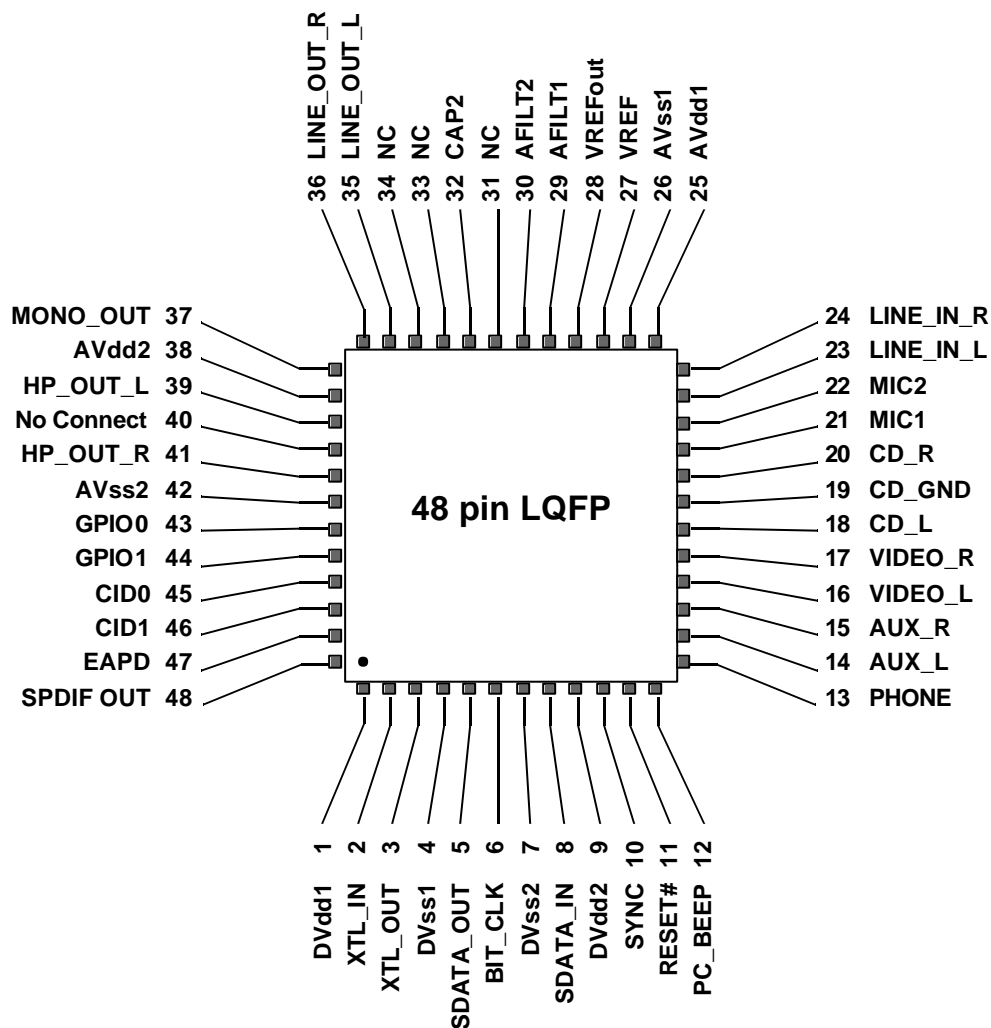 36 LINE_OUT_R
35 LINE_OUT_L
34 NC
33 NC
32 CAP2
31 NC
30 AFILT2
29 AFILT1
28 VREFout
27 VREF
26 AVss1
25 AVdd1
MONO_OUT 37
AVdd2 38
HP_OUT_L 39
No Connect 40
HP_OUT_R 41
AVss2 42
GPIO0 43
GPIO1 44
CID0 45
CID1 46
EAPD 47
SPDIF OUT 48
48 pin LQFP
24 LINE_IN_R
23 LINE_IN_L
22 MIC2
21 MIC1
20 CD_R
19 CD_GND
18 CD_L
17 VIDEO_R
16 VIDEO_L
15 AUX_R
14 AUX_L
13 PHONE
DVdd1 1
XTL_IN 2
XTL_OUT 3
DVss1 4
SDATA_OUT 5
BIT_CLK 6
DVss2 7
SDATA_IN 8
DVdd2 9
SYNC 10
RESET# 11
PC_BEEP 12